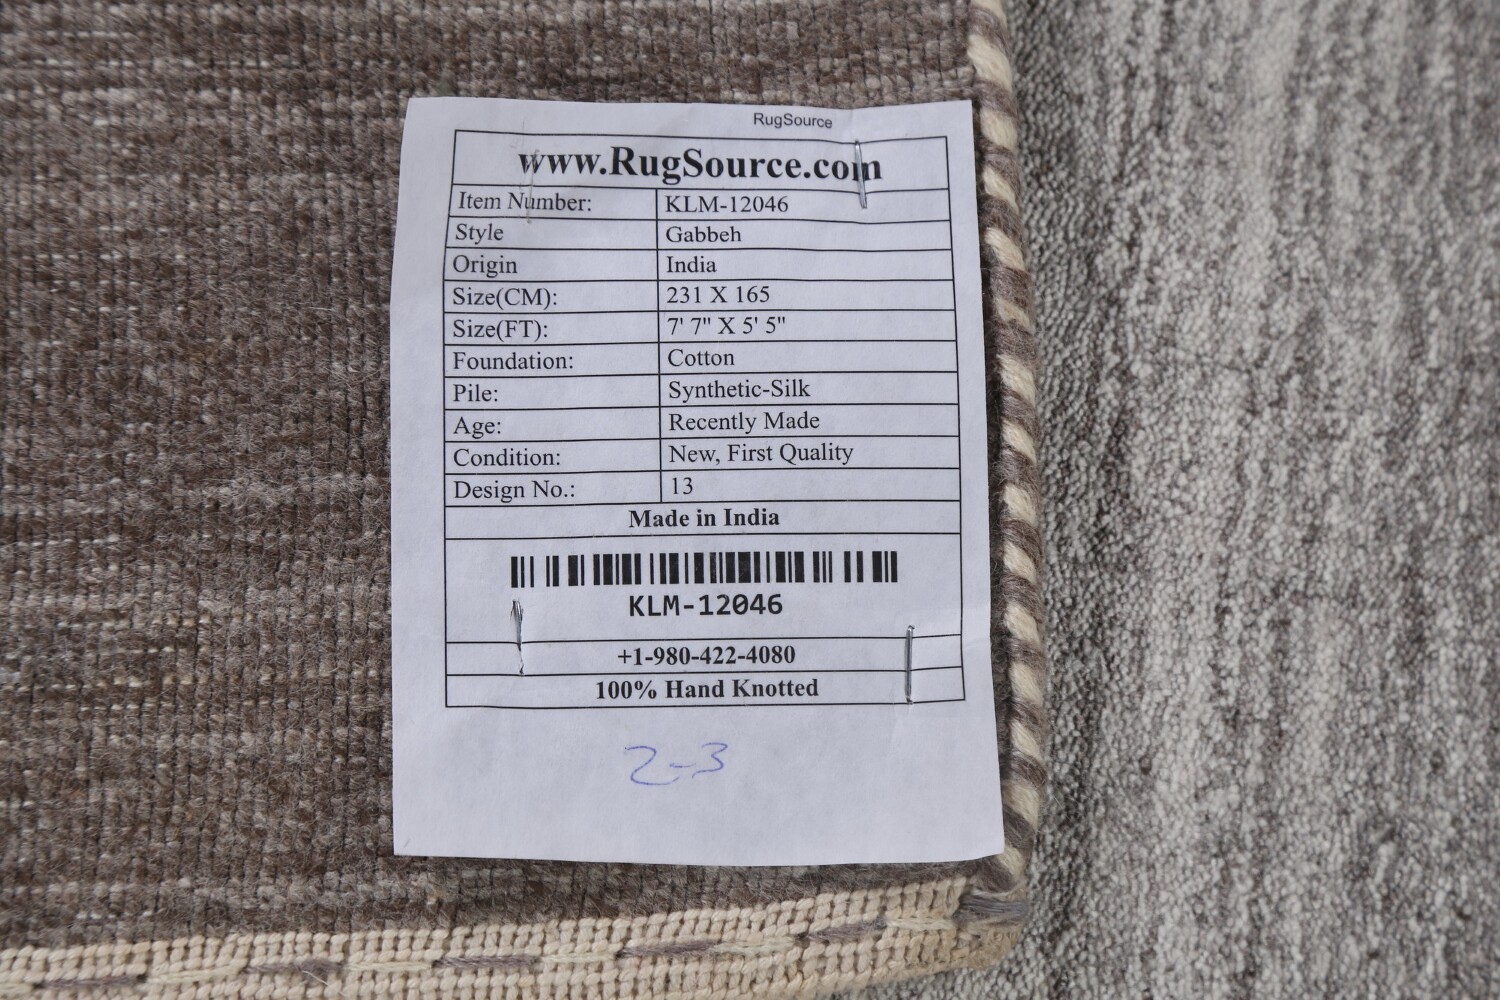 RugSource
www.RugSource.com
Item Number: KLM-12046
Style Gabbeh
Origin India
Size(CM): 231 X 165
Size(FT): 7' 7" X 5' 5"
Foundation: Cotton
Pile: Synthetic-Silk
Age: Recently Made
Condition: New, First Quality
Design No.: 13
Made in India
KLM-12046
+1-980-422-4080
100% Hand Knotted
2-3